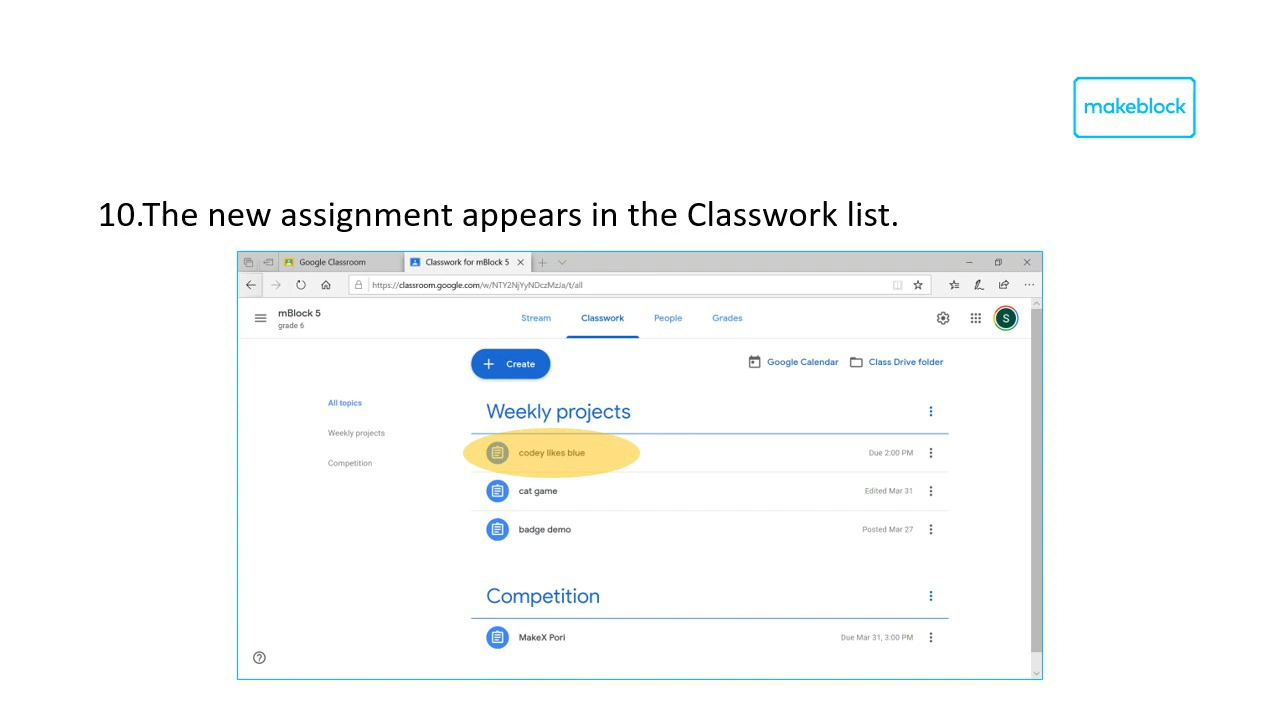 makeblock
10.The new assignment appears in the Classwork list.
Google Classroom
Classwork for mBlock 5
https://classroom.google.com/w/NTY2NjYyNDczMzJa/t/all
mBlock 5
grade 6
Stream
Classwork
People
Grades
S
Create
Google Calendar
Class Drive folder
All topics
Weekly projects
Competition
Weekly projects
codey likes blue
Due 2:00 PM
cat game
Edited Mar 31
badge demo
Posted Mar 27
Competition
MakeX Pori
Due Mar 31, 3:00 PM